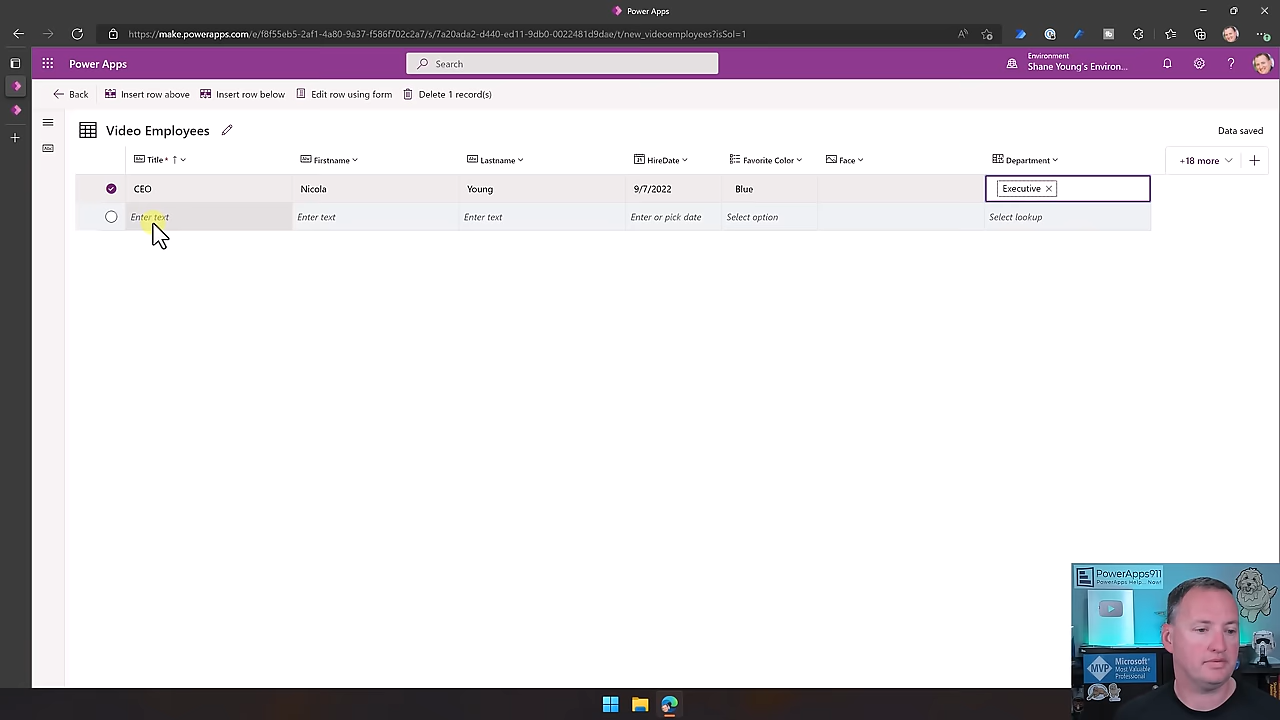 Power Apps
https://make.powerapps.com/e/f8f55eb5-2af1-4a80-9a37-f586f702c2a7/s/7a20ada2-d440-ed11-9db0-0022481d9dae/t/new_videoemployees?isSol=1
Power Apps
Search
Environment
Shane Young's Environ...
Back
Insert row above
Insert row below
Edit row using form
Delete 1 record(s)
Video Employees
Data saved
Title * ↑
Firstname
Lastname
HireDate
Favorite Color
Face
Department
+18 more
CEO
Nicola
Young
9/7/2022
Blue
Executive
Enter text
Enter text
Enter text
Enter or pick date
Select option
Select lookup
PowerApps911
PowerApps Help... Now!
MVP
Microsoft®
Most Valuable
Professional